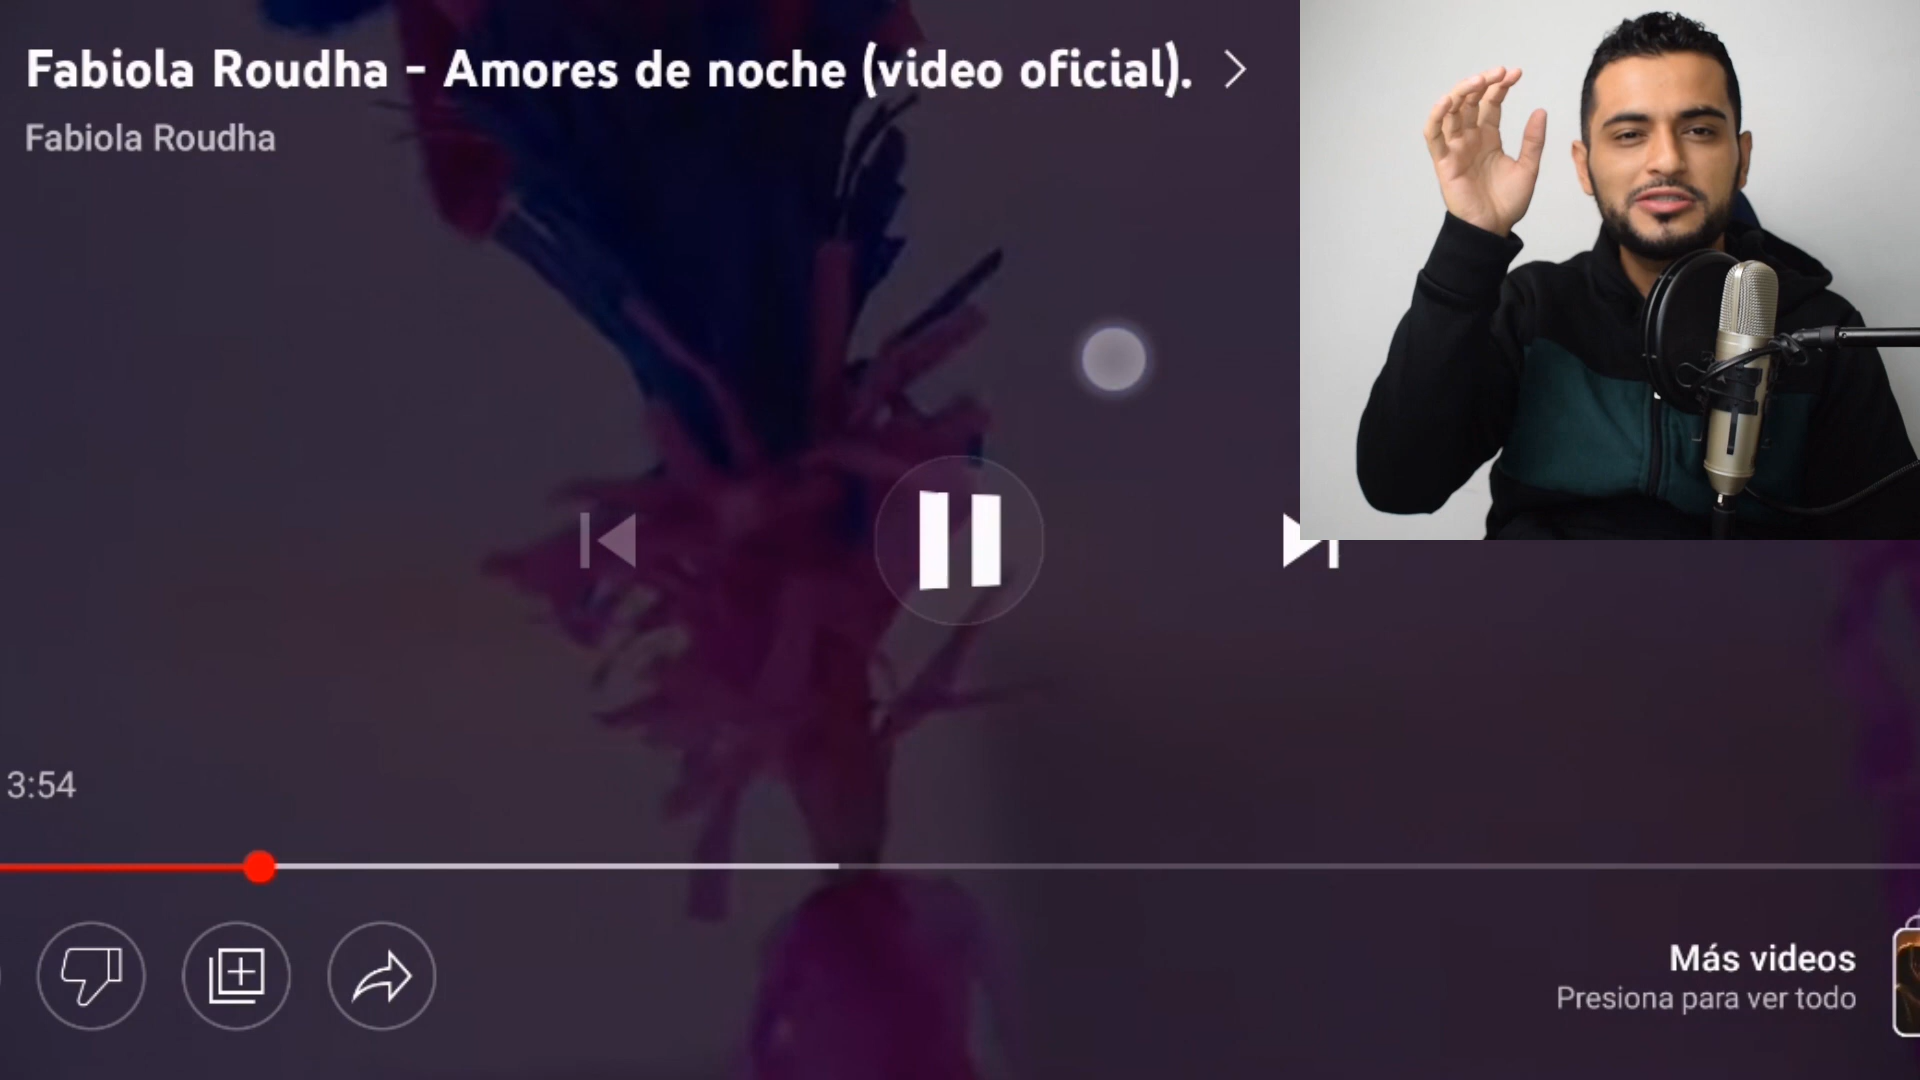 Fabiola Roudha - Amores de noche (video oficial).
Fabiola Roudha
3:54
Más videos
Presiona para ver todo